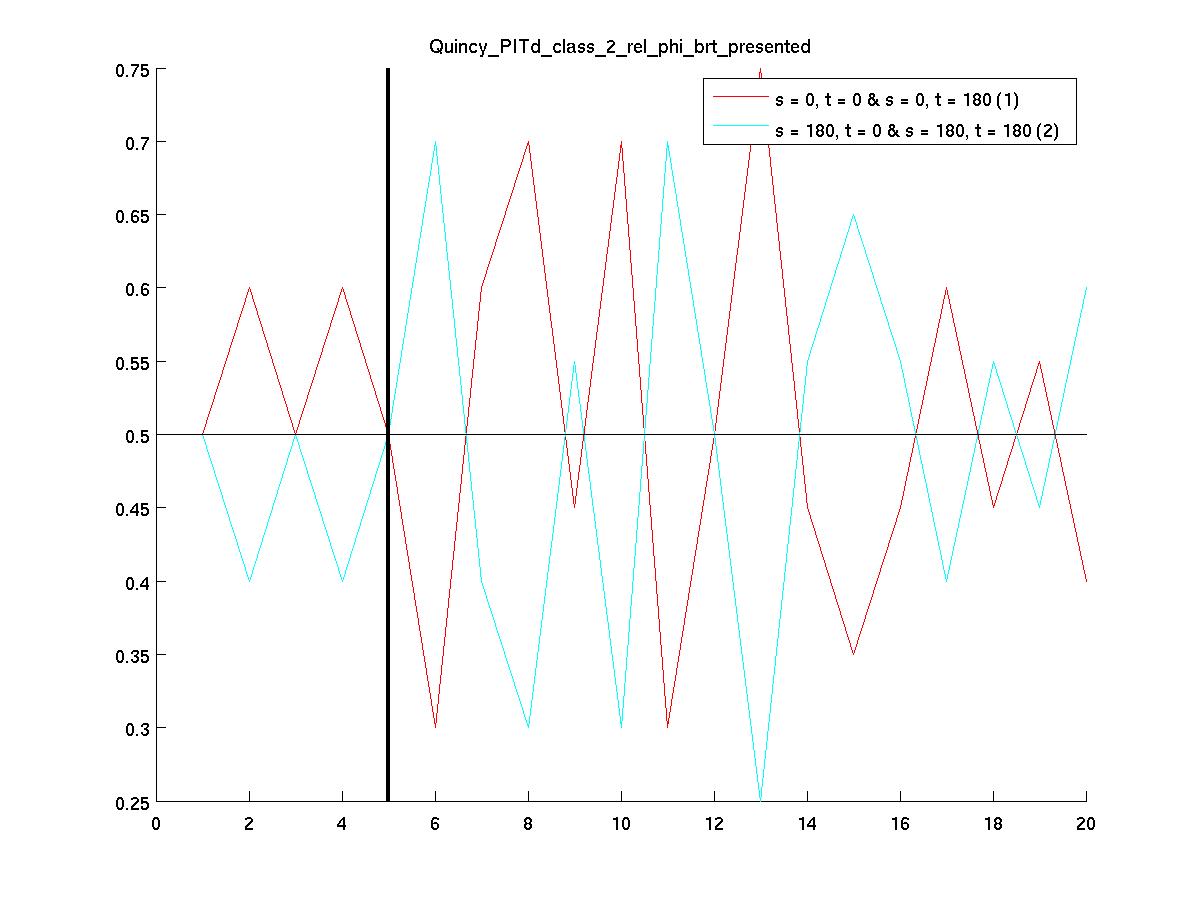 Quincy_PITd_class_2_rel_phi_brt_presented
s = 0, t = 0 & s = 0, t = 180 (1)
s = 180, t = 0 & s = 180, t = 180 (2)
0.75
0.7
0.65
0.6
0.55
0.5
0.45
0.4
0.35
0.3
0.25
0 2 4 6 8 10 12 14 16 18 20